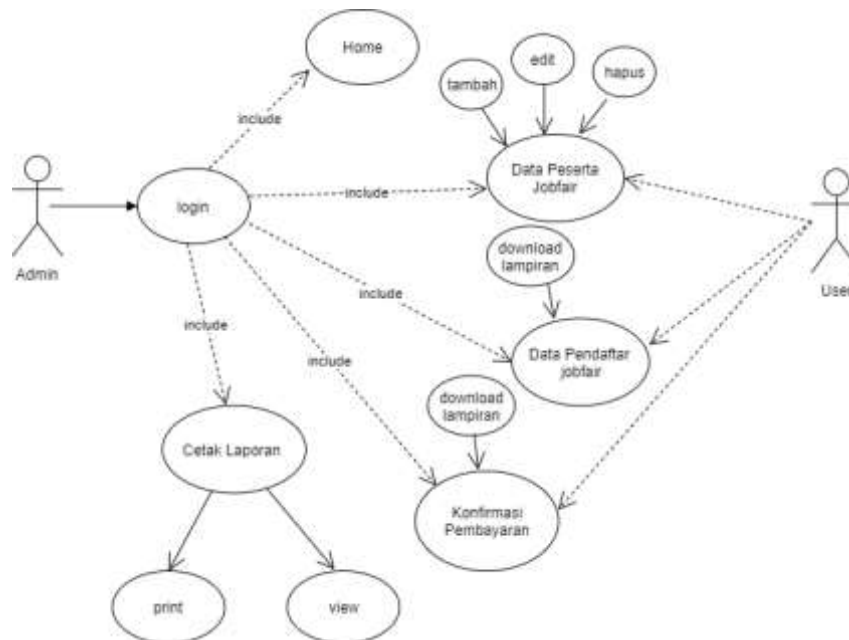 Home
edit
tambah
hapus
include
Data Peserta
Jobfair
include
login
Admin
User
download
lampiran
include
include
Data Pendaftar
jobfair
include
download
lampiran
Cetak Laporan
Konfirmasi
Pembayaran
print
view